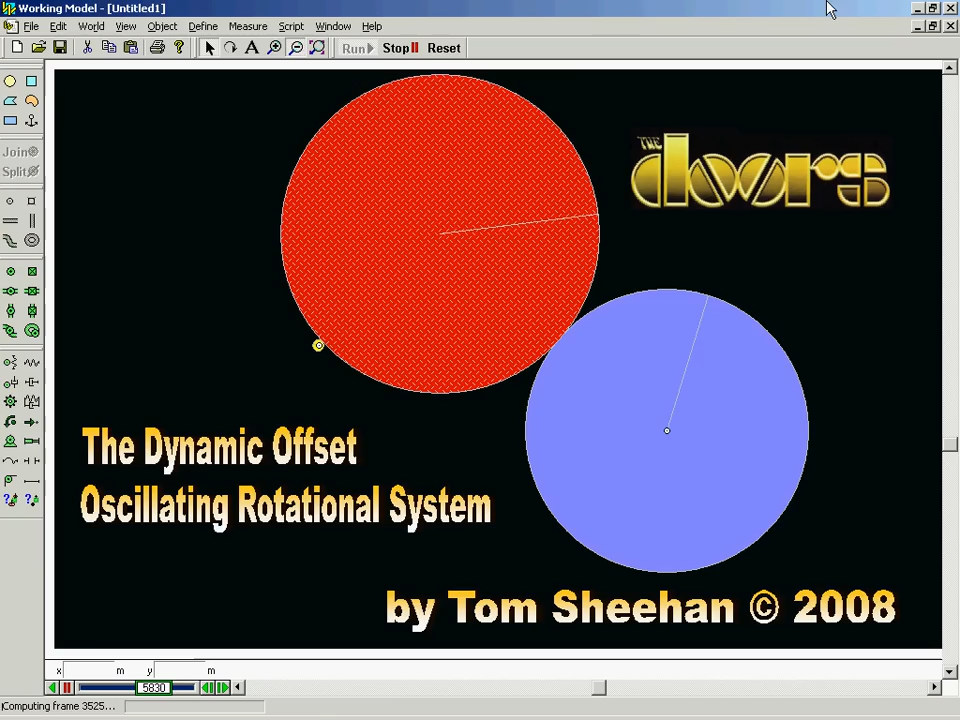 Working Model - [Untitled1]
File Edit World View Object Define Measure Script Window Help
Run Stop Reset
Join
Split
THE
doors
The Dynamic Offset
Oscillating Rotational System
by Tom Sheehan © 2008
x m y m
5830
Computing frame 3525...